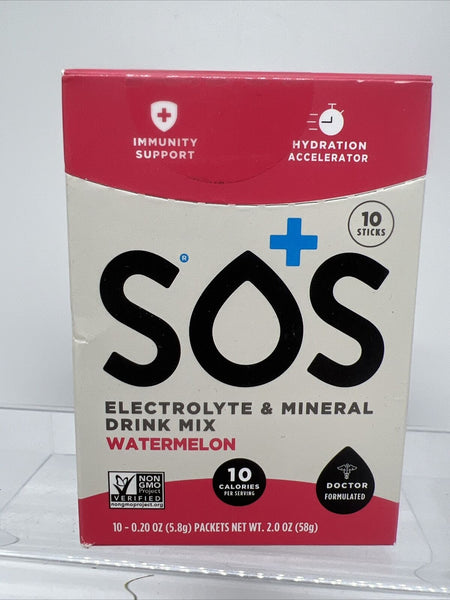 IMMUNITY
SUPPORT
HYDRATION
ACCELERATOR
10
STICKS
SOS
®
ELECTROLYTE & MINERAL
DRINK MIX
WATERMELON
NON
GMO
Project
VERIFIED
nongmoproject.org
10
CALORIES
PER SERVING
DOCTOR
FORMULATED
10 - 0.20 OZ (5.8g) PACKETS NET WT. 2.0 OZ (58g)